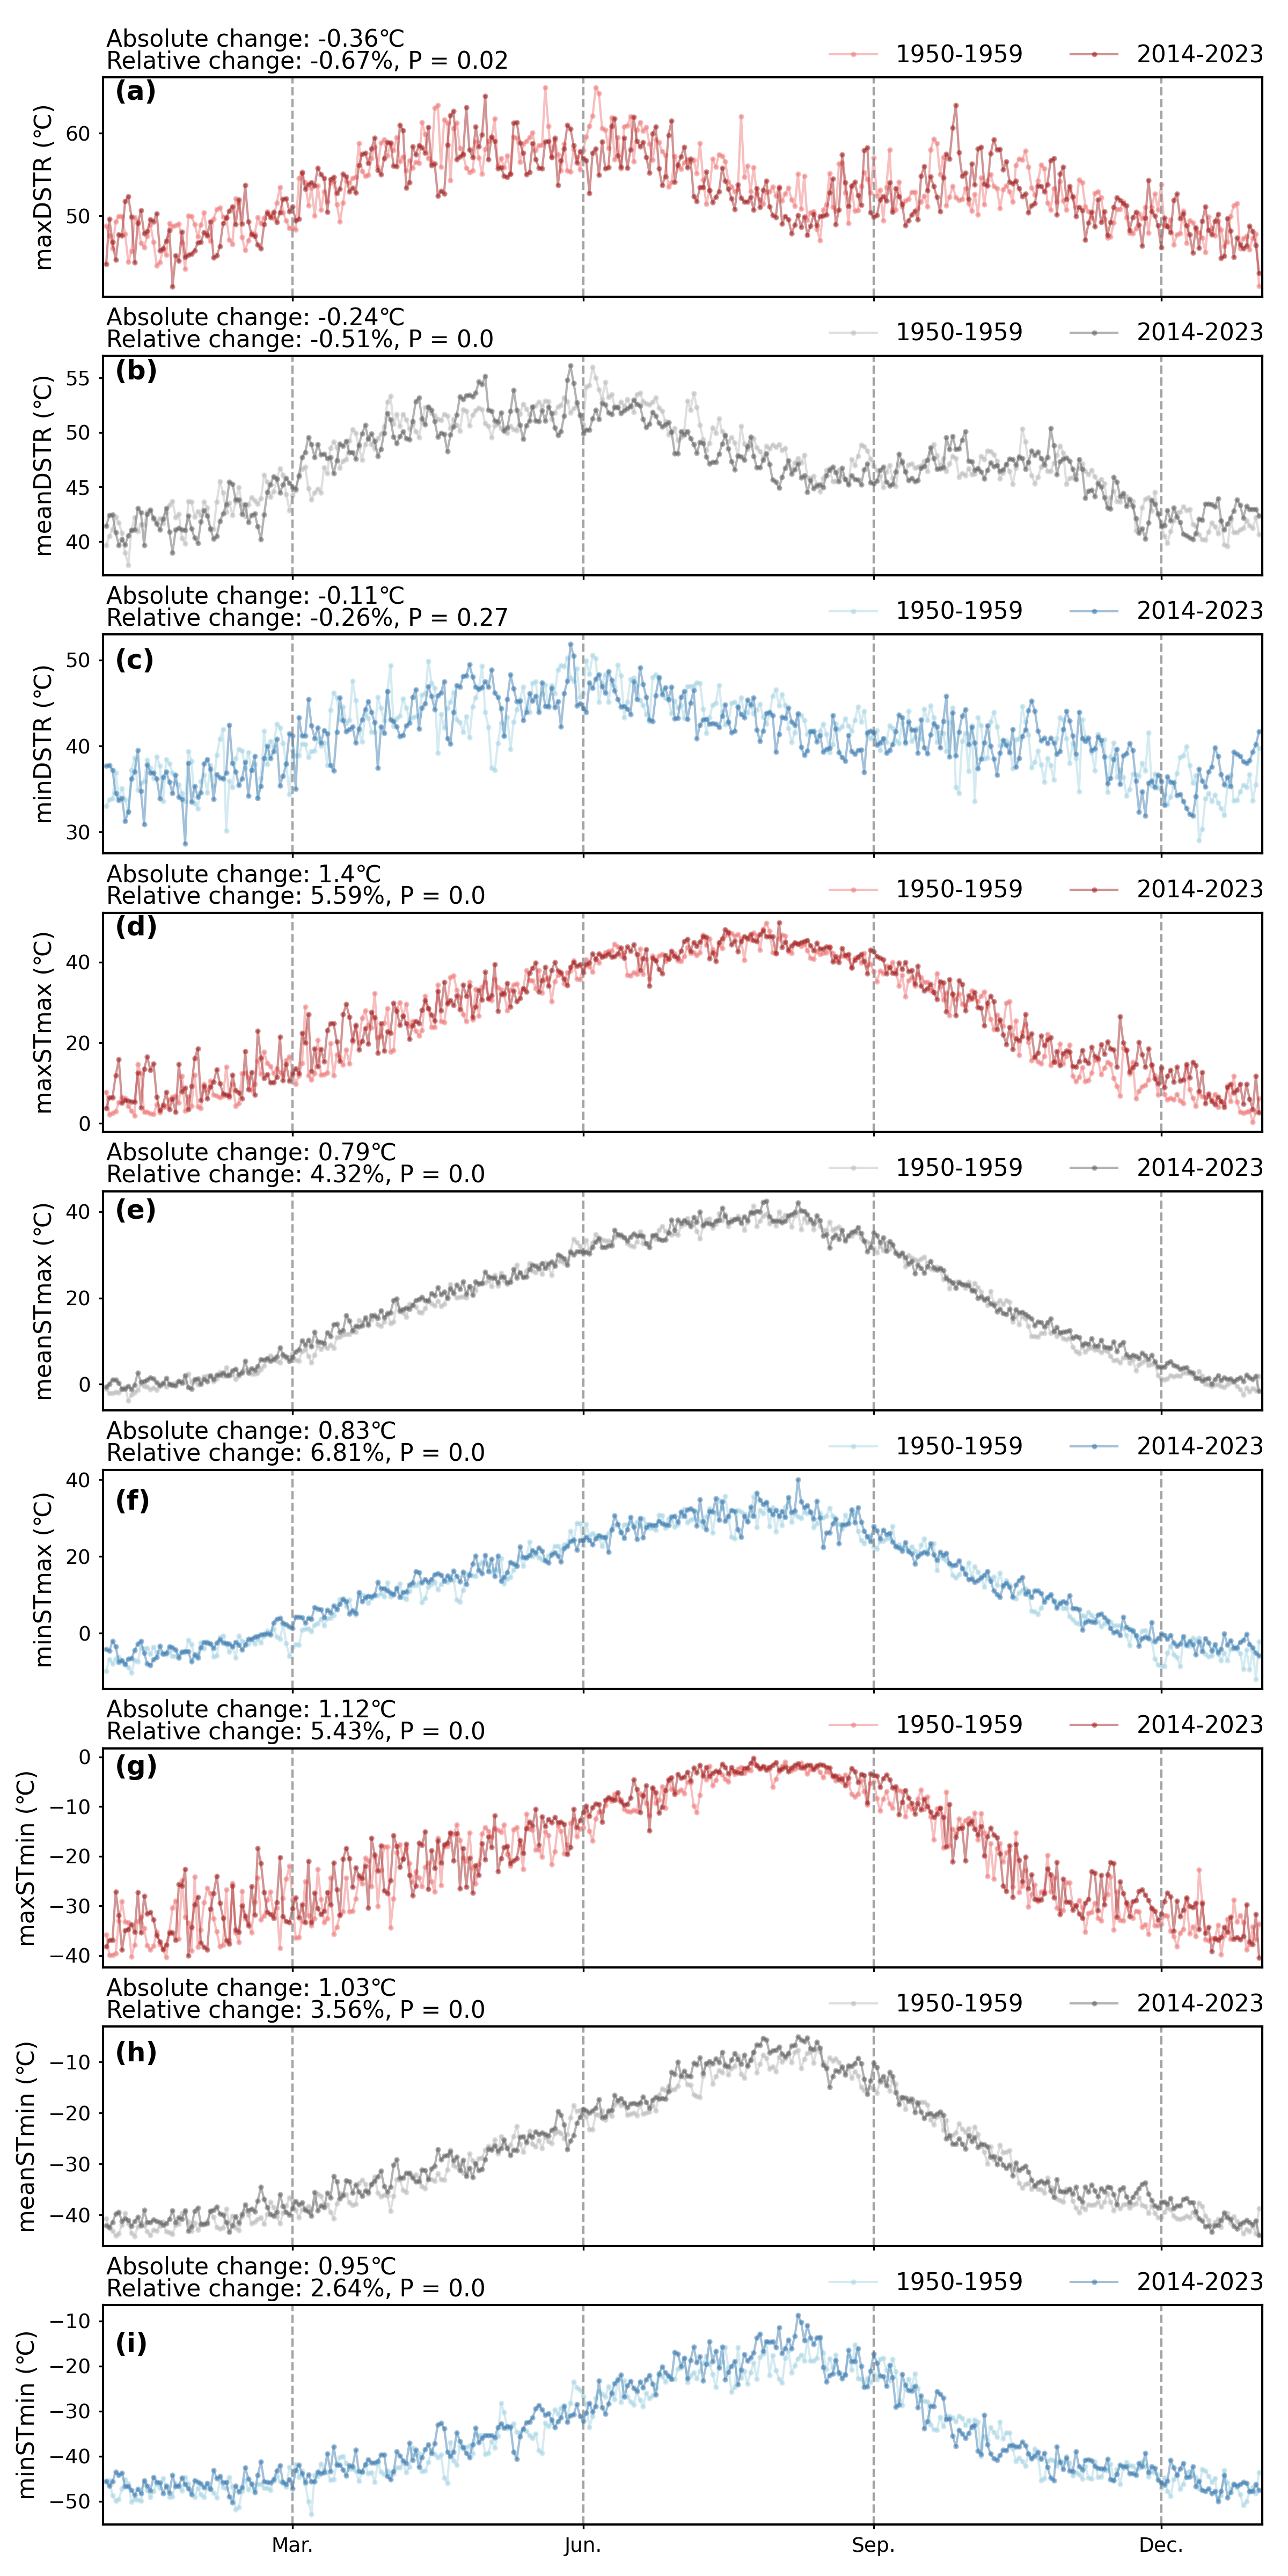 Absolute change: -0.36℃
Relative change: -0.67%, P = 0.02
1950-1959 2014-2023
(a)
maxDSTR (℃)
60
50
Absolute change: -0.24℃
Relative change: -0.51%, P = 0.0
1950-1959 2014-2023
(b)
meanDSTR (℃)
55
50
45
40
Absolute change: -0.11℃
Relative change: -0.26%, P = 0.27
1950-1959 2014-2023
(c)
minDSTR (℃)
50
40
30
Absolute change: 1.4℃
Relative change: 5.59%, P = 0.0
1950-1959 2014-2023
(d)
maxSTmax (℃)
40
20
0
Absolute change: 0.79℃
Relative change: 4.32%, P = 0.0
1950-1959 2014-2023
(e)
meanSTmax (℃)
40
20
0
Absolute change: 0.83℃
Relative change: 6.81%, P = 0.0
1950-1959 2014-2023
(f)
minSTmax (℃)
40
20
0
Absolute change: 1.12℃
Relative change: 5.43%, P = 0.0
1950-1959 2014-2023
(g)
maxSTmin (℃)
0
−10
−20
−30
−40
Absolute change: 1.03℃
Relative change: 3.56%, P = 0.0
1950-1959 2014-2023
(h)
meanSTmin (℃)
−10
−20
−30
−40
Absolute change: 0.95℃
Relative change: 2.64%, P = 0.0
1950-1959 2014-2023
(i)
minSTmin (℃)
−10
−20
−30
−40
−50
Mar. Jun. Sep. Dec.